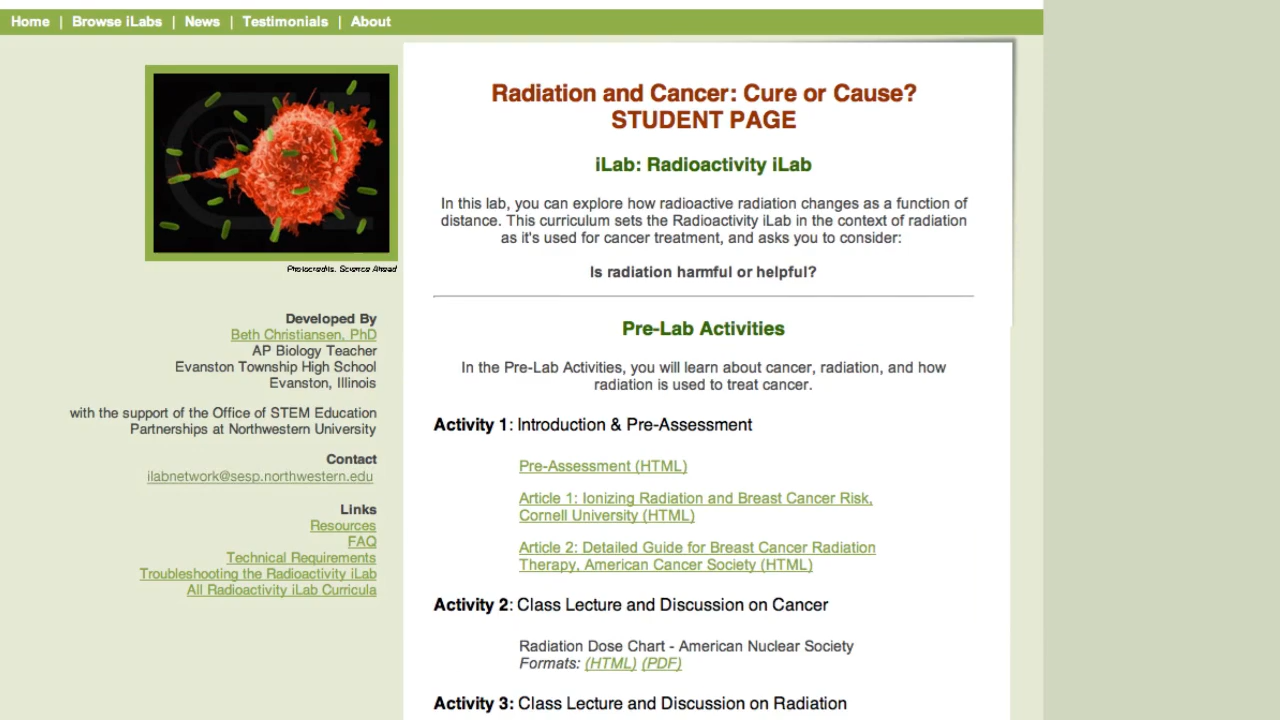 Home | Browse iLabs | News | Testimonials | About
Photocredits. Science Ahead
Developed By
Beth Christiansen, PhD
AP Biology Teacher
Evanston Township High School
Evanston, Illinois
with the support of the Office of STEM Education
Partnerships at Northwestern University
Contact
ilabnetwork@sesp.northwestern.edu
Links
Resources
FAQ
Technical Requirements
Troubleshooting the Radioactivity iLab
All Radioactivity iLab Curricula
Radiation and Cancer: Cure or Cause?
STUDENT PAGE
iLab: Radioactivity iLab
In this lab, you can explore how radioactive radiation changes as a function of
distance. This curriculum sets the Radioactivity iLab in the context of radiation
as it's used for cancer treatment, and asks you to consider:
Is radiation harmful or helpful?
Pre-Lab Activities
In the Pre-Lab Activities, you will learn about cancer, radiation, and how
radiation is used to treat cancer.
Activity 1: Introduction & Pre-Assessment
Pre-Assessment (HTML)
Article 1: Ionizing Radiation and Breast Cancer Risk,
Cornell University (HTML)
Article 2: Detailed Guide for Breast Cancer Radiation
Therapy, American Cancer Society (HTML)
Activity 2: Class Lecture and Discussion on Cancer
Radiation Dose Chart - American Nuclear Society
Formats: (HTML) (PDF)
Activity 3: Class Lecture and Discussion on Radiation